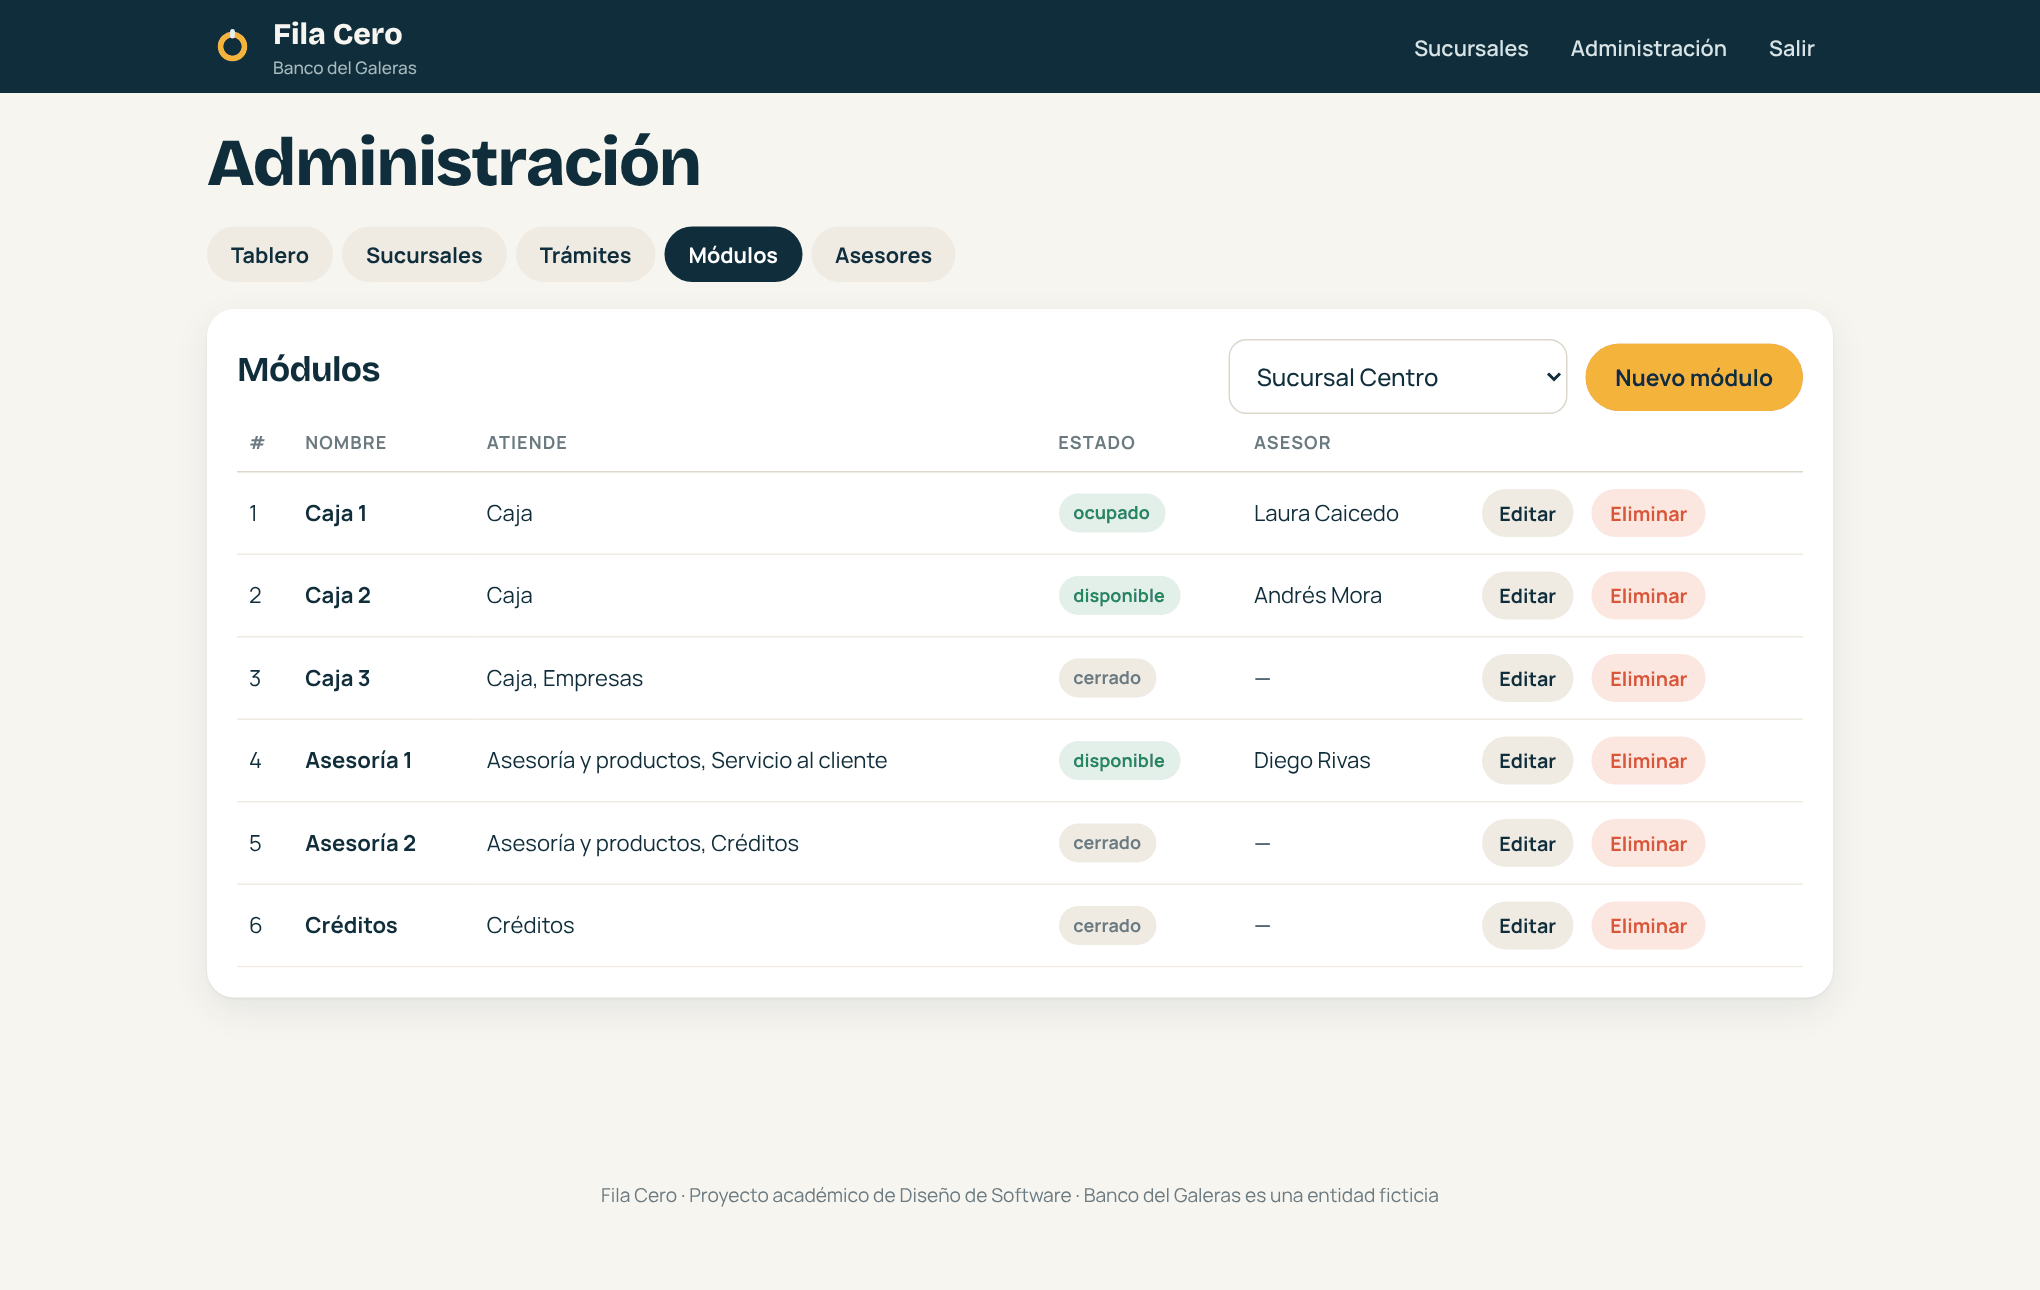 Fila Cero
Banco del Galeras
Sucursales Administración Salir
Administración
Tablero Sucursales Trámites Módulos Asesores
Módulos
Sucursal Centro
Nuevo módulo
# NOMBRE ATIENDE ESTADO ASESOR
1 Caja 1 Caja ocupado Laura Caicedo Editar Eliminar
2 Caja 2 Caja disponible Andrés Mora Editar Eliminar
3 Caja 3 Caja, Empresas cerrado — Editar Eliminar
4 Asesoría 1 Asesoría y productos, Servicio al cliente disponible Diego Rivas Editar Eliminar
5 Asesoría 2 Asesoría y productos, Créditos cerrado — Editar Eliminar
6 Créditos Créditos cerrado — Editar Eliminar
Fila Cero · Proyecto académico de Diseño de Software · Banco del Galeras es una entidad ficticia